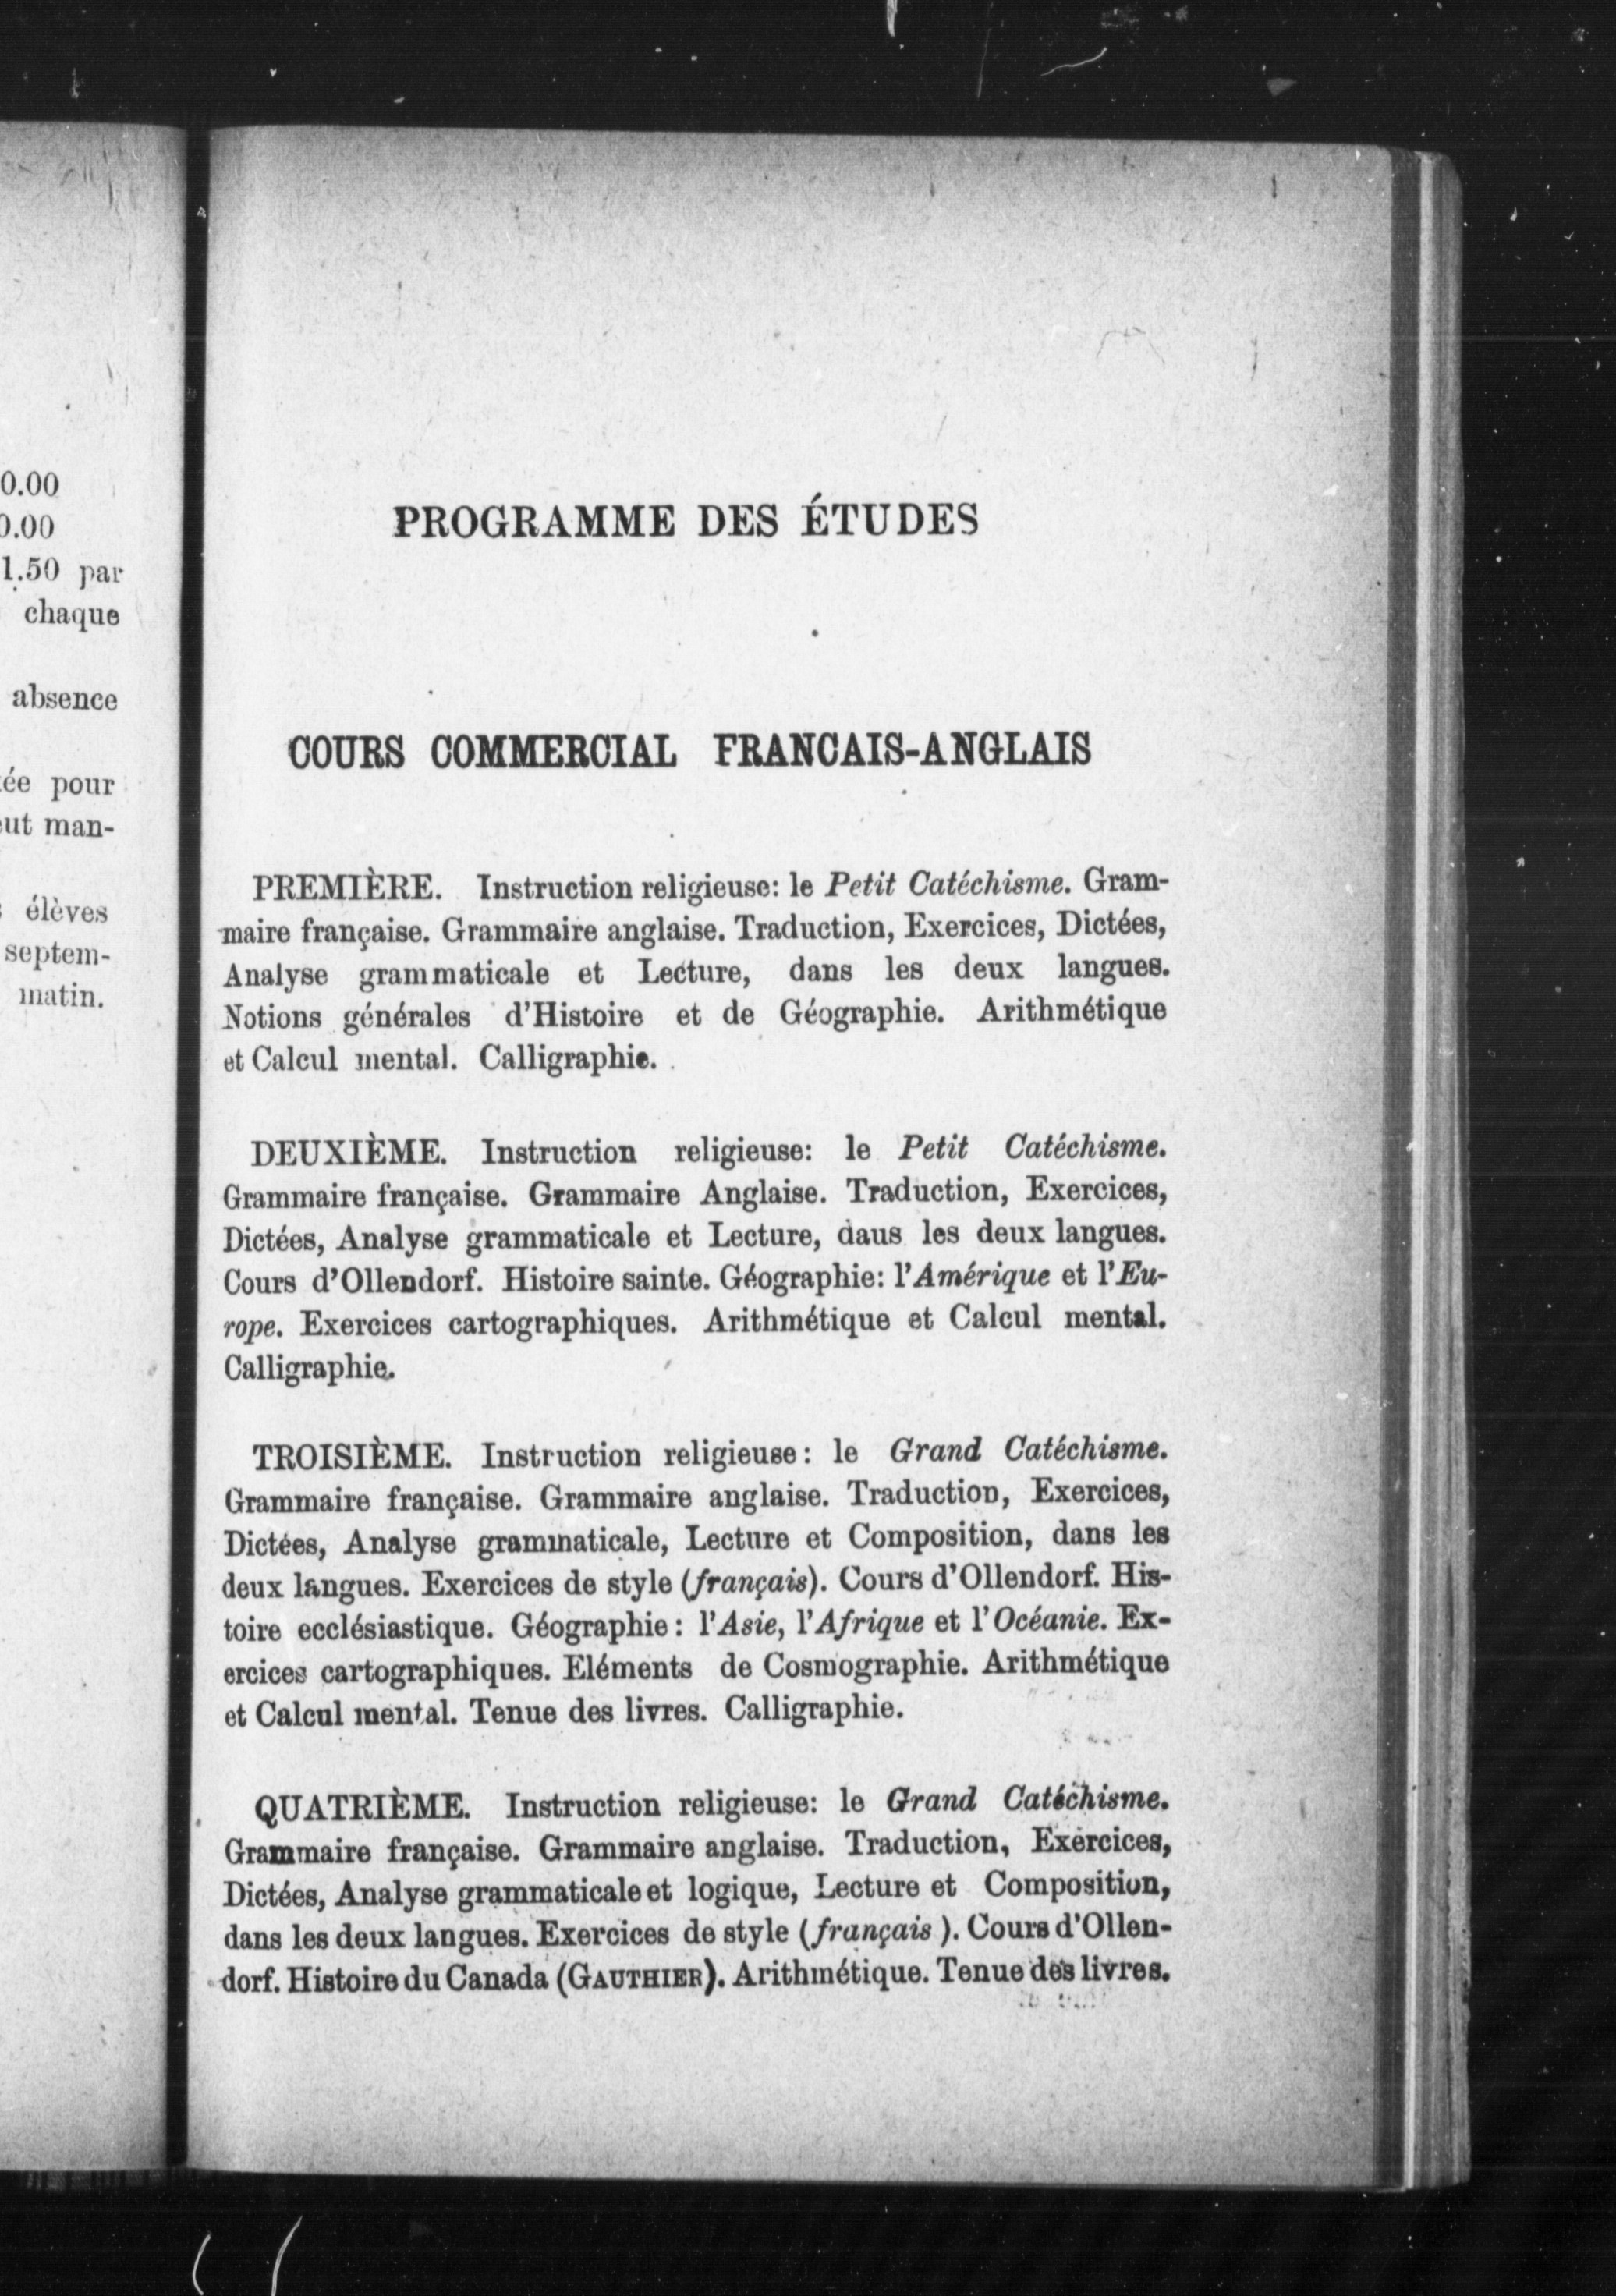 0.00
0.00
1.50 par
chaque
absence
ée pour
ut man-
élèves
septem-
matin.
PROGRAMME DES ÉTUDES
COURS COMMERCIAL FRANCAIS-ANGLAIS
PREMIÈRE. Instruction religieuse: le Petit Catéchisme. Gram-
maire française. Grammaire anglaise. Traduction, Exercices, Dictées,
Analyse grammaticale et Lecture, dans les deux langues.
Notions générales d'Histoire et de Géographie. Arithmétique
et Calcul mental. Calligraphie.
DEUXIÈME. Instruction religieuse: le Petit Catéchisme.
Grammaire française. Grammaire Anglaise. Traduction, Exercices,
Dictées, Analyse grammaticale et Lecture, daus les deux langues.
Cours d'Ollendorf. Histoire sainte. Géographie: l'Amérique et l'Eu-
rope. Exercices cartographiques. Arithmétique et Calcul mental.
Calligraphie.
TROISIÈME. Instruction religieuse: le Grand Catéchisme.
Grammaire française. Grammaire anglaise. Traduction, Exercices,
Dictées, Analyse grammaticale, Lecture et Composition, dans les
deux langues. Exercices de style (français). Cours d'Ollendorf. His-
toire ecclésiastique. Géographie: l'Asie, l'Afrique et l'Océanie. Ex-
ercices cartographiques. Eléments de Cosmographie. Arithmétique
et Calcul mental. Tenue des livres. Calligraphie.
QUATRIÈME. Instruction religieuse: le Grand Catéchisme.
Grammaire française. Grammaire anglaise. Traduction, Exercices,
Dictées, Analyse grammaticale et logique, Lecture et Composition,
dans les deux langues. Exercices de style (français). Cours d'Ollen-
dorf. Histoire du Canada (GAUTHIER). Arithmétique. Tenue des livres.